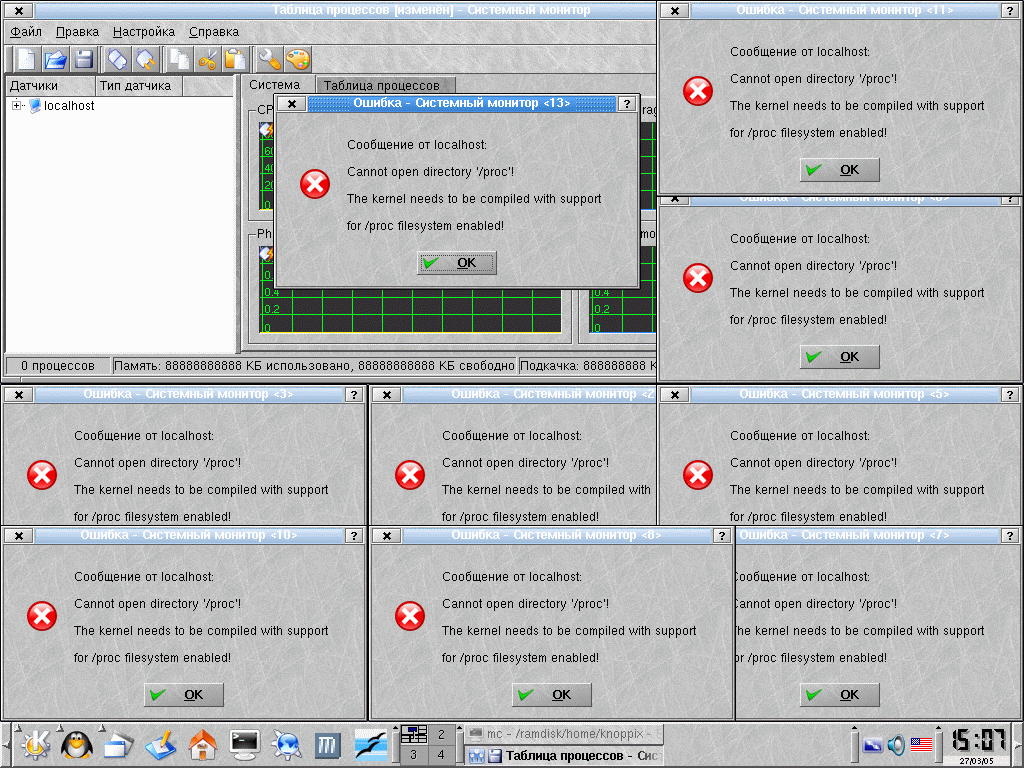 Таблица процессов [изменён] - Системный монитор
Файл Правка Настройка Справка
Датчики Тип датчика
localhost
Система Таблица процессов
0 процессов
Память: 88888888888 КБ использовано, 88888888888 КБ свободно
Подкачка: 888888888 К
0.4
0.2
0
0.4
0.2
0
Ошибка - Системный монитор <13>
Сообщение от localhost:
Cannot open directory '/proc'!
The kernel needs to be compiled with support
for /proc filesystem enabled!
OK
Ошибка - Системный монитор <11>
Сообщение от localhost:
Cannot open directory '/proc'!
The kernel needs to be compiled with support
for /proc filesystem enabled!
OK
Сообщение от localhost:
Cannot open directory '/proc'!
The kernel needs to be compiled with support
for /proc filesystem enabled!
OK
Ошибка - Системный монитор <3>
Сообщение от localhost:
Cannot open directory '/proc'!
The kernel needs to be compiled with support
for /proc filesystem enabled!
Ошибка - Системный монитор <2
Сообщение от localhost:
Cannot open directory '/proc'!
The kernel needs to be compiled with
for /proc filesystem enabled!
Ошибка - Системный монитор <5>
Сообщение от localhost:
Cannot open directory '/proc'!
The kernel needs to be compiled with support
for /proc filesystem enabled!
Ошибка - Системный монитор <10>
Сообщение от localhost:
Cannot open directory '/proc'!
The kernel needs to be compiled with support
for /proc filesystem enabled!
OK
Ошибка - Системный монитор <8>
Сообщение от localhost:
Cannot open directory '/proc'!
The kernel needs to be compiled with support
for /proc filesystem enabled!
OK
Ошибка - Системный монитор <7>
Сообщение от localhost:
Cannot open directory '/proc'!
The kernel needs to be compiled with support
for /proc filesystem enabled!
OK
2
3 4
mc - /ramdisk/home/knoppix -
Таблица процессов - Сис
15:07
27/03/05